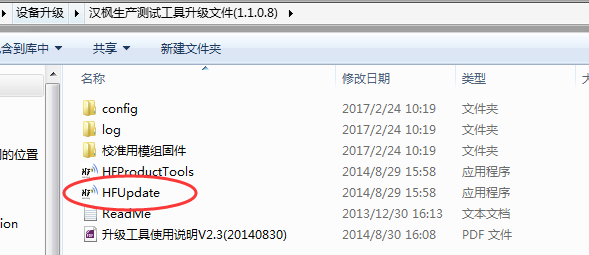 设备升级 ▸ 汉枫生产测试工具升级文件(1.1.0.8) ▸
含到库中 共享 新建文件夹
名称 修改日期 类型
config 2017/2/24 10:19 文件夹
log 2017/2/24 10:19 文件夹
的位置 校准用模组固件 2017/2/24 10:19 文件夹
HFProductTools 2014/8/29 15:58 应用程序
HFUpdate 2014/8/29 15:58 应用程序
ReadMe 2013/12/30 16:13 文本文档
升级工具使用说明V2.3(20140830) 2014/8/30 16:08 PDF 文件